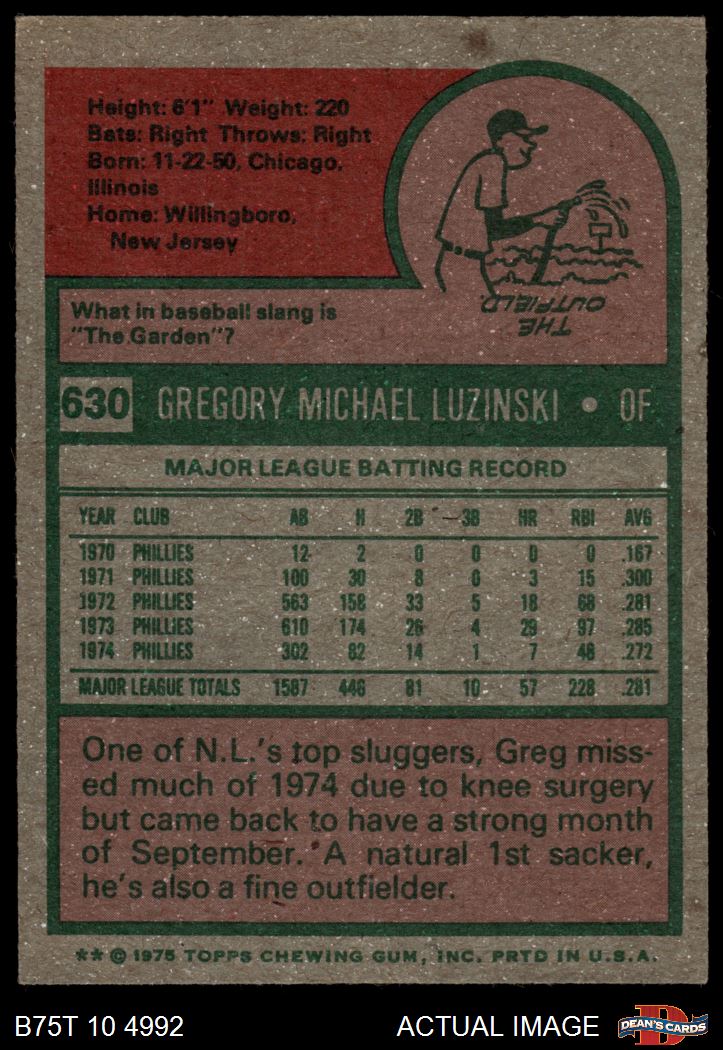 Height: 6'1" Weight: 220
Bats: Right Throws: Right
Born: 11-22-50, Chicago,
Illinois
Home: Willingboro,
New Jersey
THE
OUTFIELD.
What in baseball slang is
"The Garden"?
630 GREGORY MICHAEL LUZINSKI • OF
MAJOR LEAGUE BATTING RECORD
YEAR CLUB AB H 2B 3B HR RBI AVG
1970 PHILLIES 12 2 0 0 0 0 .167
1971 PHILLIES 100 30 8 0 3 15 .300
1972 PHILLIES 563 158 33 5 18 68 .281
1973 PHILLIES 610 174 26 4 29 97 .285
1974 PHILLIES 302 82 14 1 7 48 .272
MAJOR LEAGUE TOTALS 1587 446 81 10 57 228 .281
One of N.L.'s top sluggers, Greg miss-
ed much of 1974 due to knee surgery
but came back to have a strong month
of September. A natural 1st sacker,
he's also a fine outfielder.
** © 1975 TOPPS CHEWING GUM, INC. PRTD IN U.S.A.
B75T 10 4992 ACTUAL IMAGE D DEAN'S CARDS